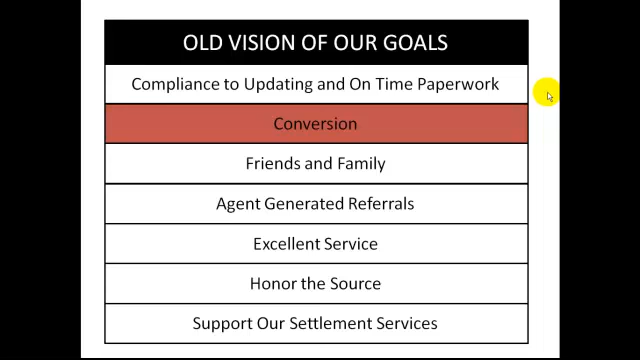 OLD VISION OF OUR GOALS
Compliance to Updating and On Time Paperwork
Conversion
Friends and Family
Agent Generated Referrals
Excellent Service
Honor the Source
Support Our Settlement Services